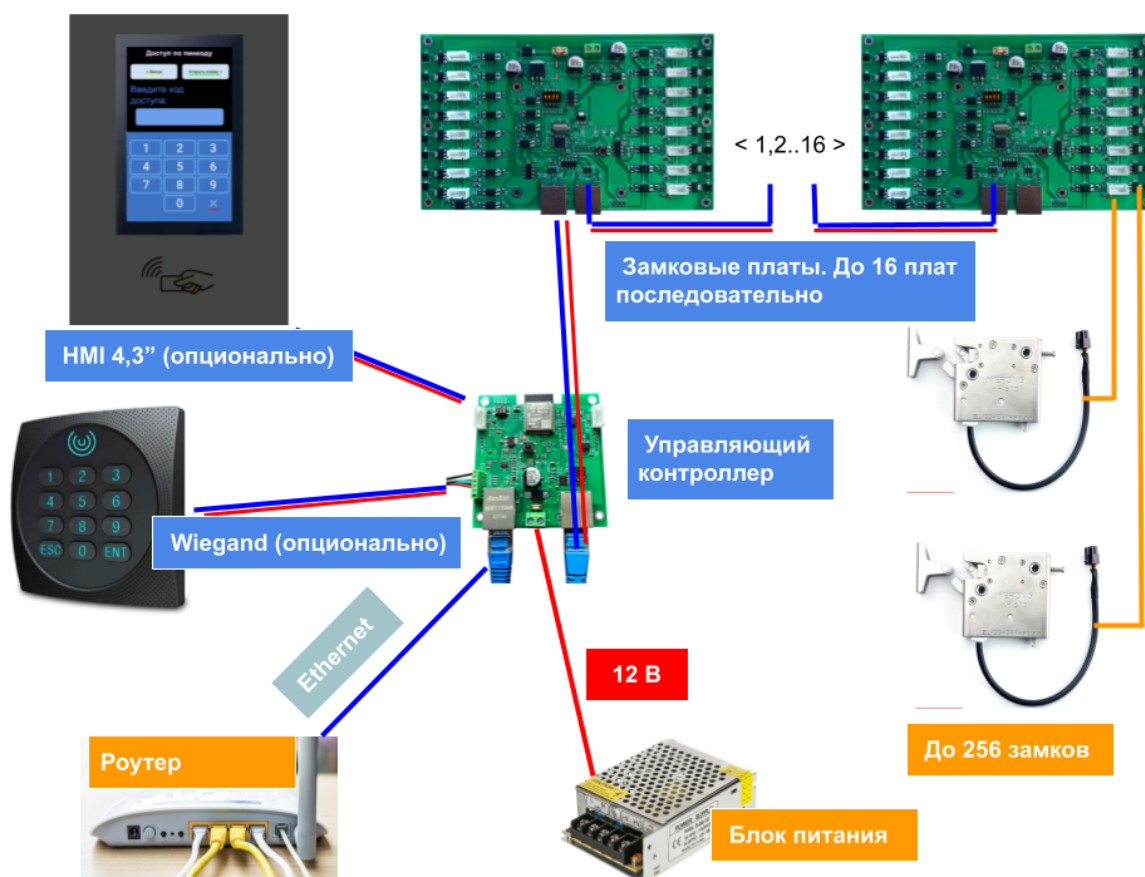 Доступ по пинкоду
Введите код
доступа:
1 2 3
4 5 6
7 8 9
0 X
< 1,2..16 >
Замковые платы. До 16 плат
последовательно
HMI 4,3” (опционально)
1 2 3
4 5 6
7 8 9
ESC 0 ENT
Управляющий
контроллер
Wiegand (опционально)
Ethernet
12 В
До 256 замков
Роутер
Блок питания
POWER SUPPLY